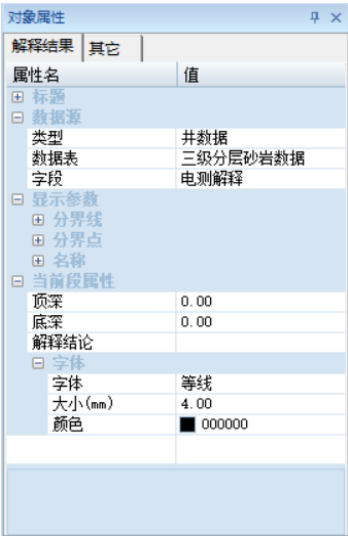 对象属性
解释结果 其它
属性名 值
标题
数据源
类型 井数据
数据表 三级分层砂岩数据
字段 电测解释
显示参数
分界线
分界点
名称
当前段属性
顶深 0.00
底深 0.00
解释结论
字体
字体 等线
大小(mm) 4.00
颜色 000000